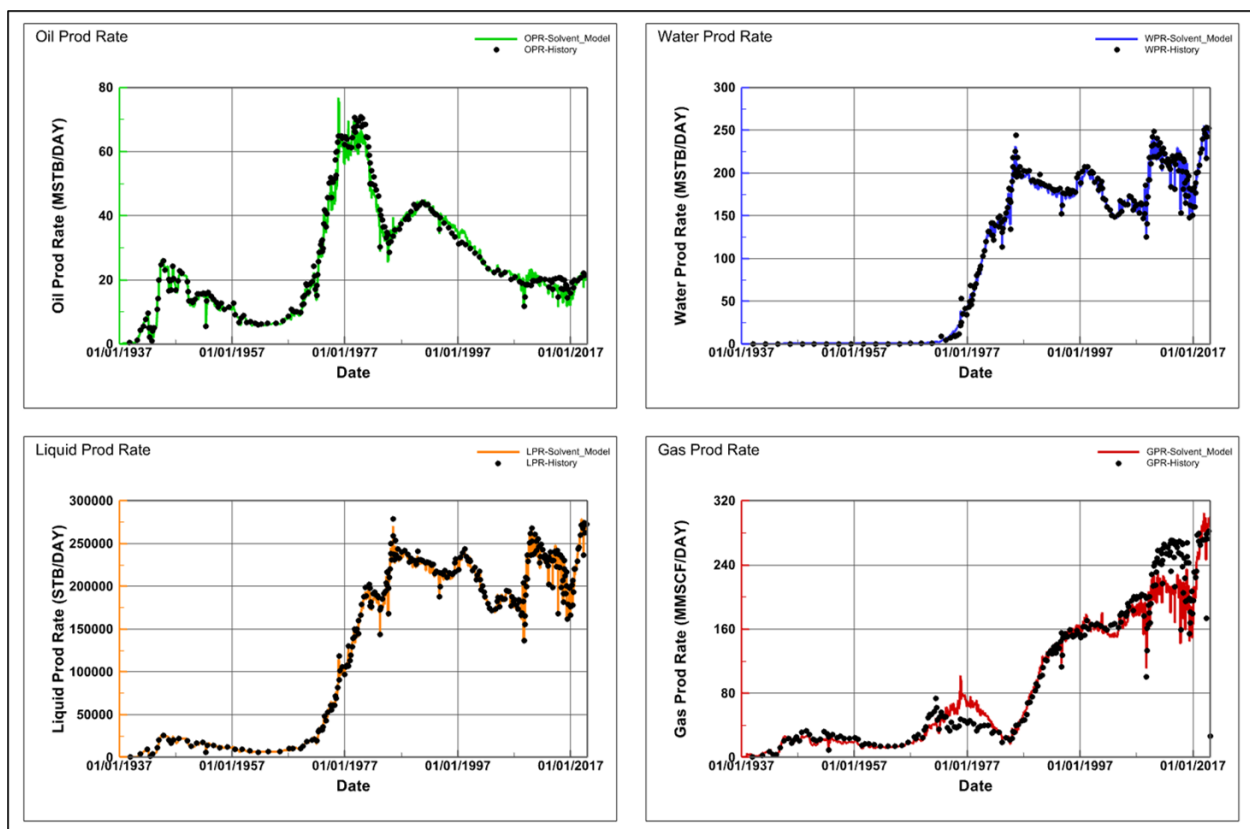 Oil Prod Rate
OPR-Solvent_Model
OPR-History
Oil Prod Rate (MSTB/DAY)
80
60
40
20
0
01/01/1937 01/01/1957 01/01/1977 01/01/1997 01/01/2017
Date
Water Prod Rate
WPR-Solvent_Model
WPR-History
Water Prod Rate (MSTB/DAY)
300
250
200
150
100
50
0
01/01/1937 01/01/1957 01/01/1977 01/01/1997 01/01/2017
Date
Liquid Prod Rate
LPR-Solvent_Model
LPR-History
Liquid Prod Rate (STB/DAY)
300000
250000
200000
150000
100000
50000
0
01/01/1937 01/01/1957 01/01/1977 01/01/1997 01/01/2017
Date
Gas Prod Rate
GPR-Solvent_Model
GPR-History
Gas Prod Rate (MMSCF/DAY)
320
240
160
80
0
01/01/1937 01/01/1957 01/01/1977 01/01/1997 01/01/2017
Date